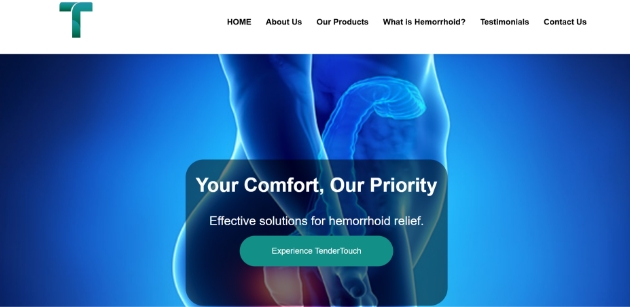 T
HOME About Us Our Products What is Hemorrhoid? Testimonials Contact Us
Your Comfort, Our Priority
Effective solutions for hemorrhoid relief.
Experience TenderTouch